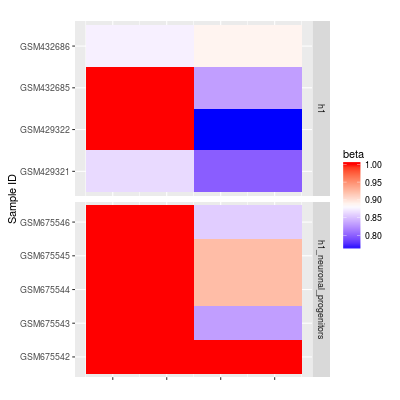 Sample ID
GSM432686
GSM432685
GSM429322
GSM429321
h1
GSM675546
GSM675545
GSM675544
GSM675543
GSM675542
h1_neuronal_progenitors
beta
1.00
0.95
0.90
0.85
0.80